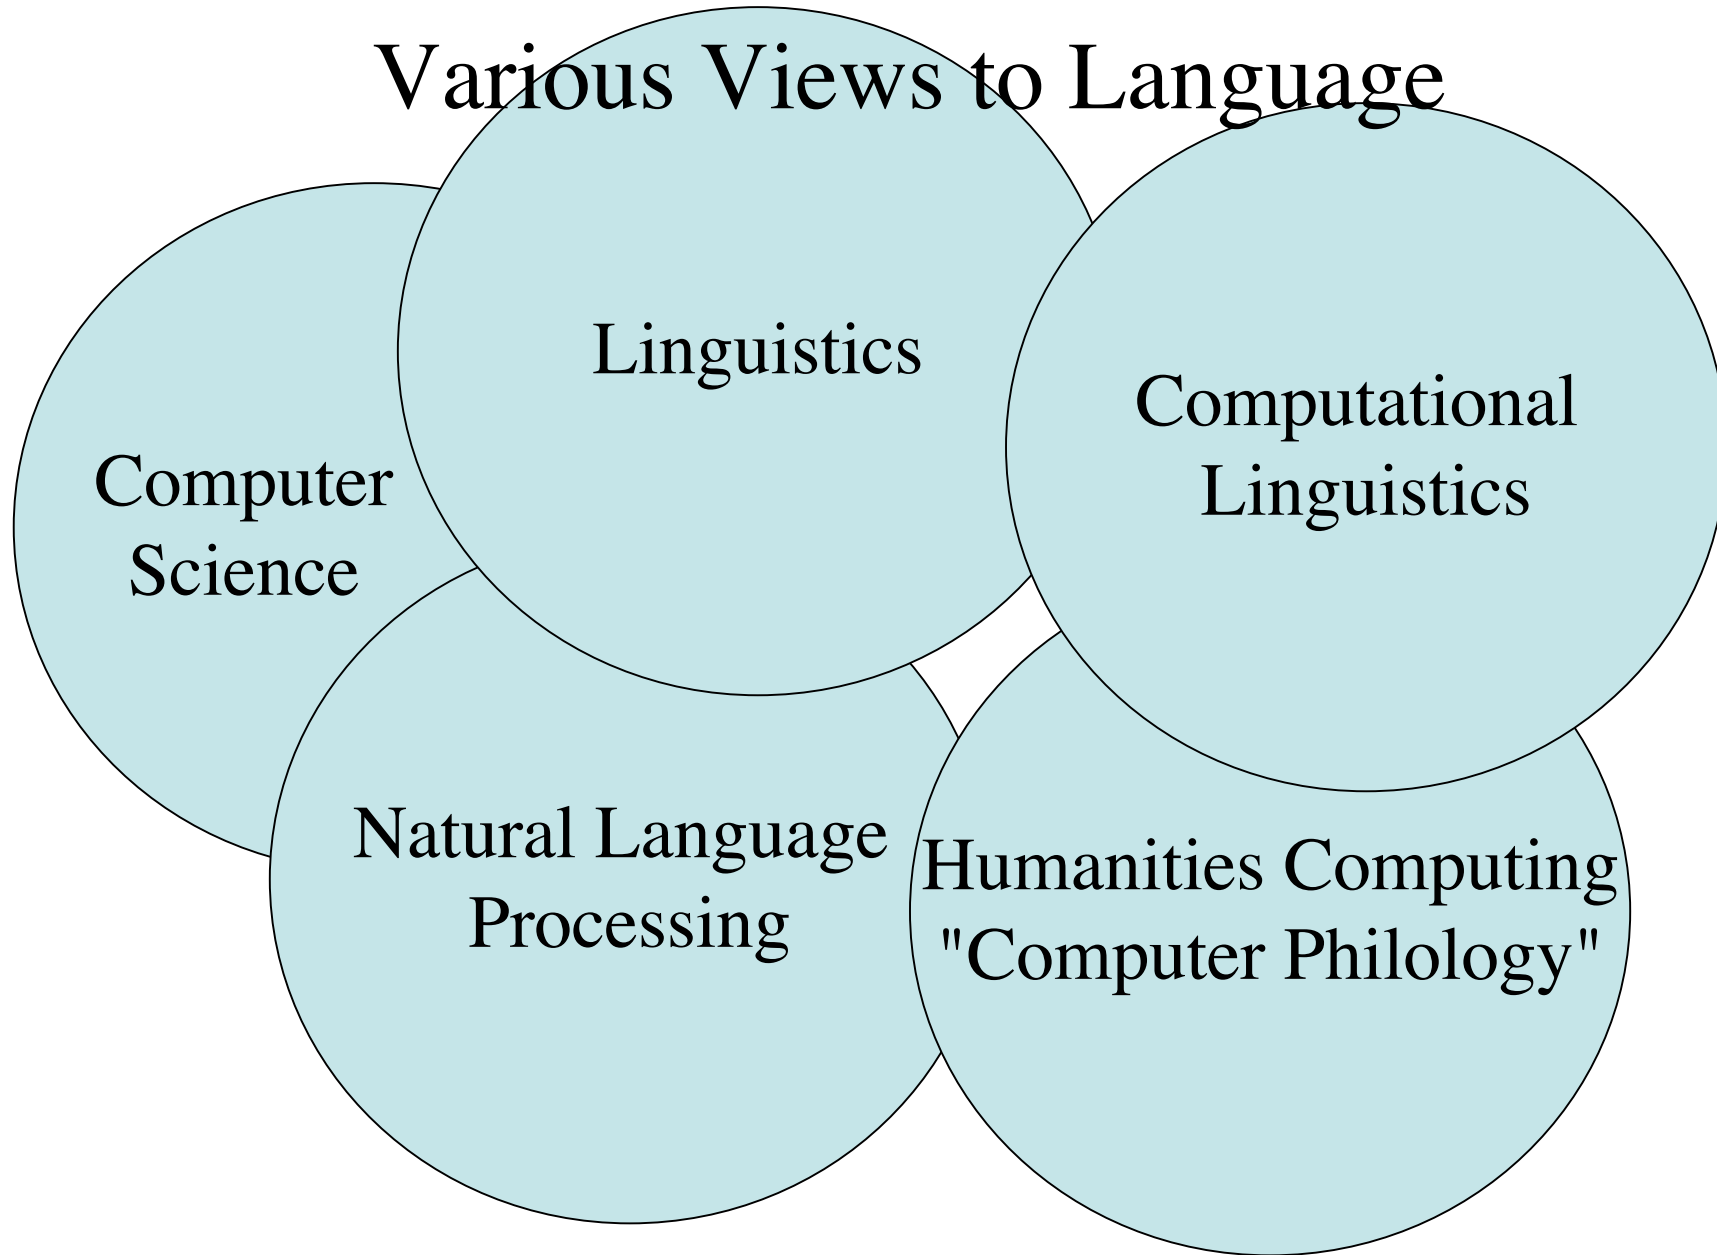 Various Views to Language
Linguistics
Computational
Linguistics
Computer
Science
Natural Language
Processing
Humanities Computing
"Computer Philology"